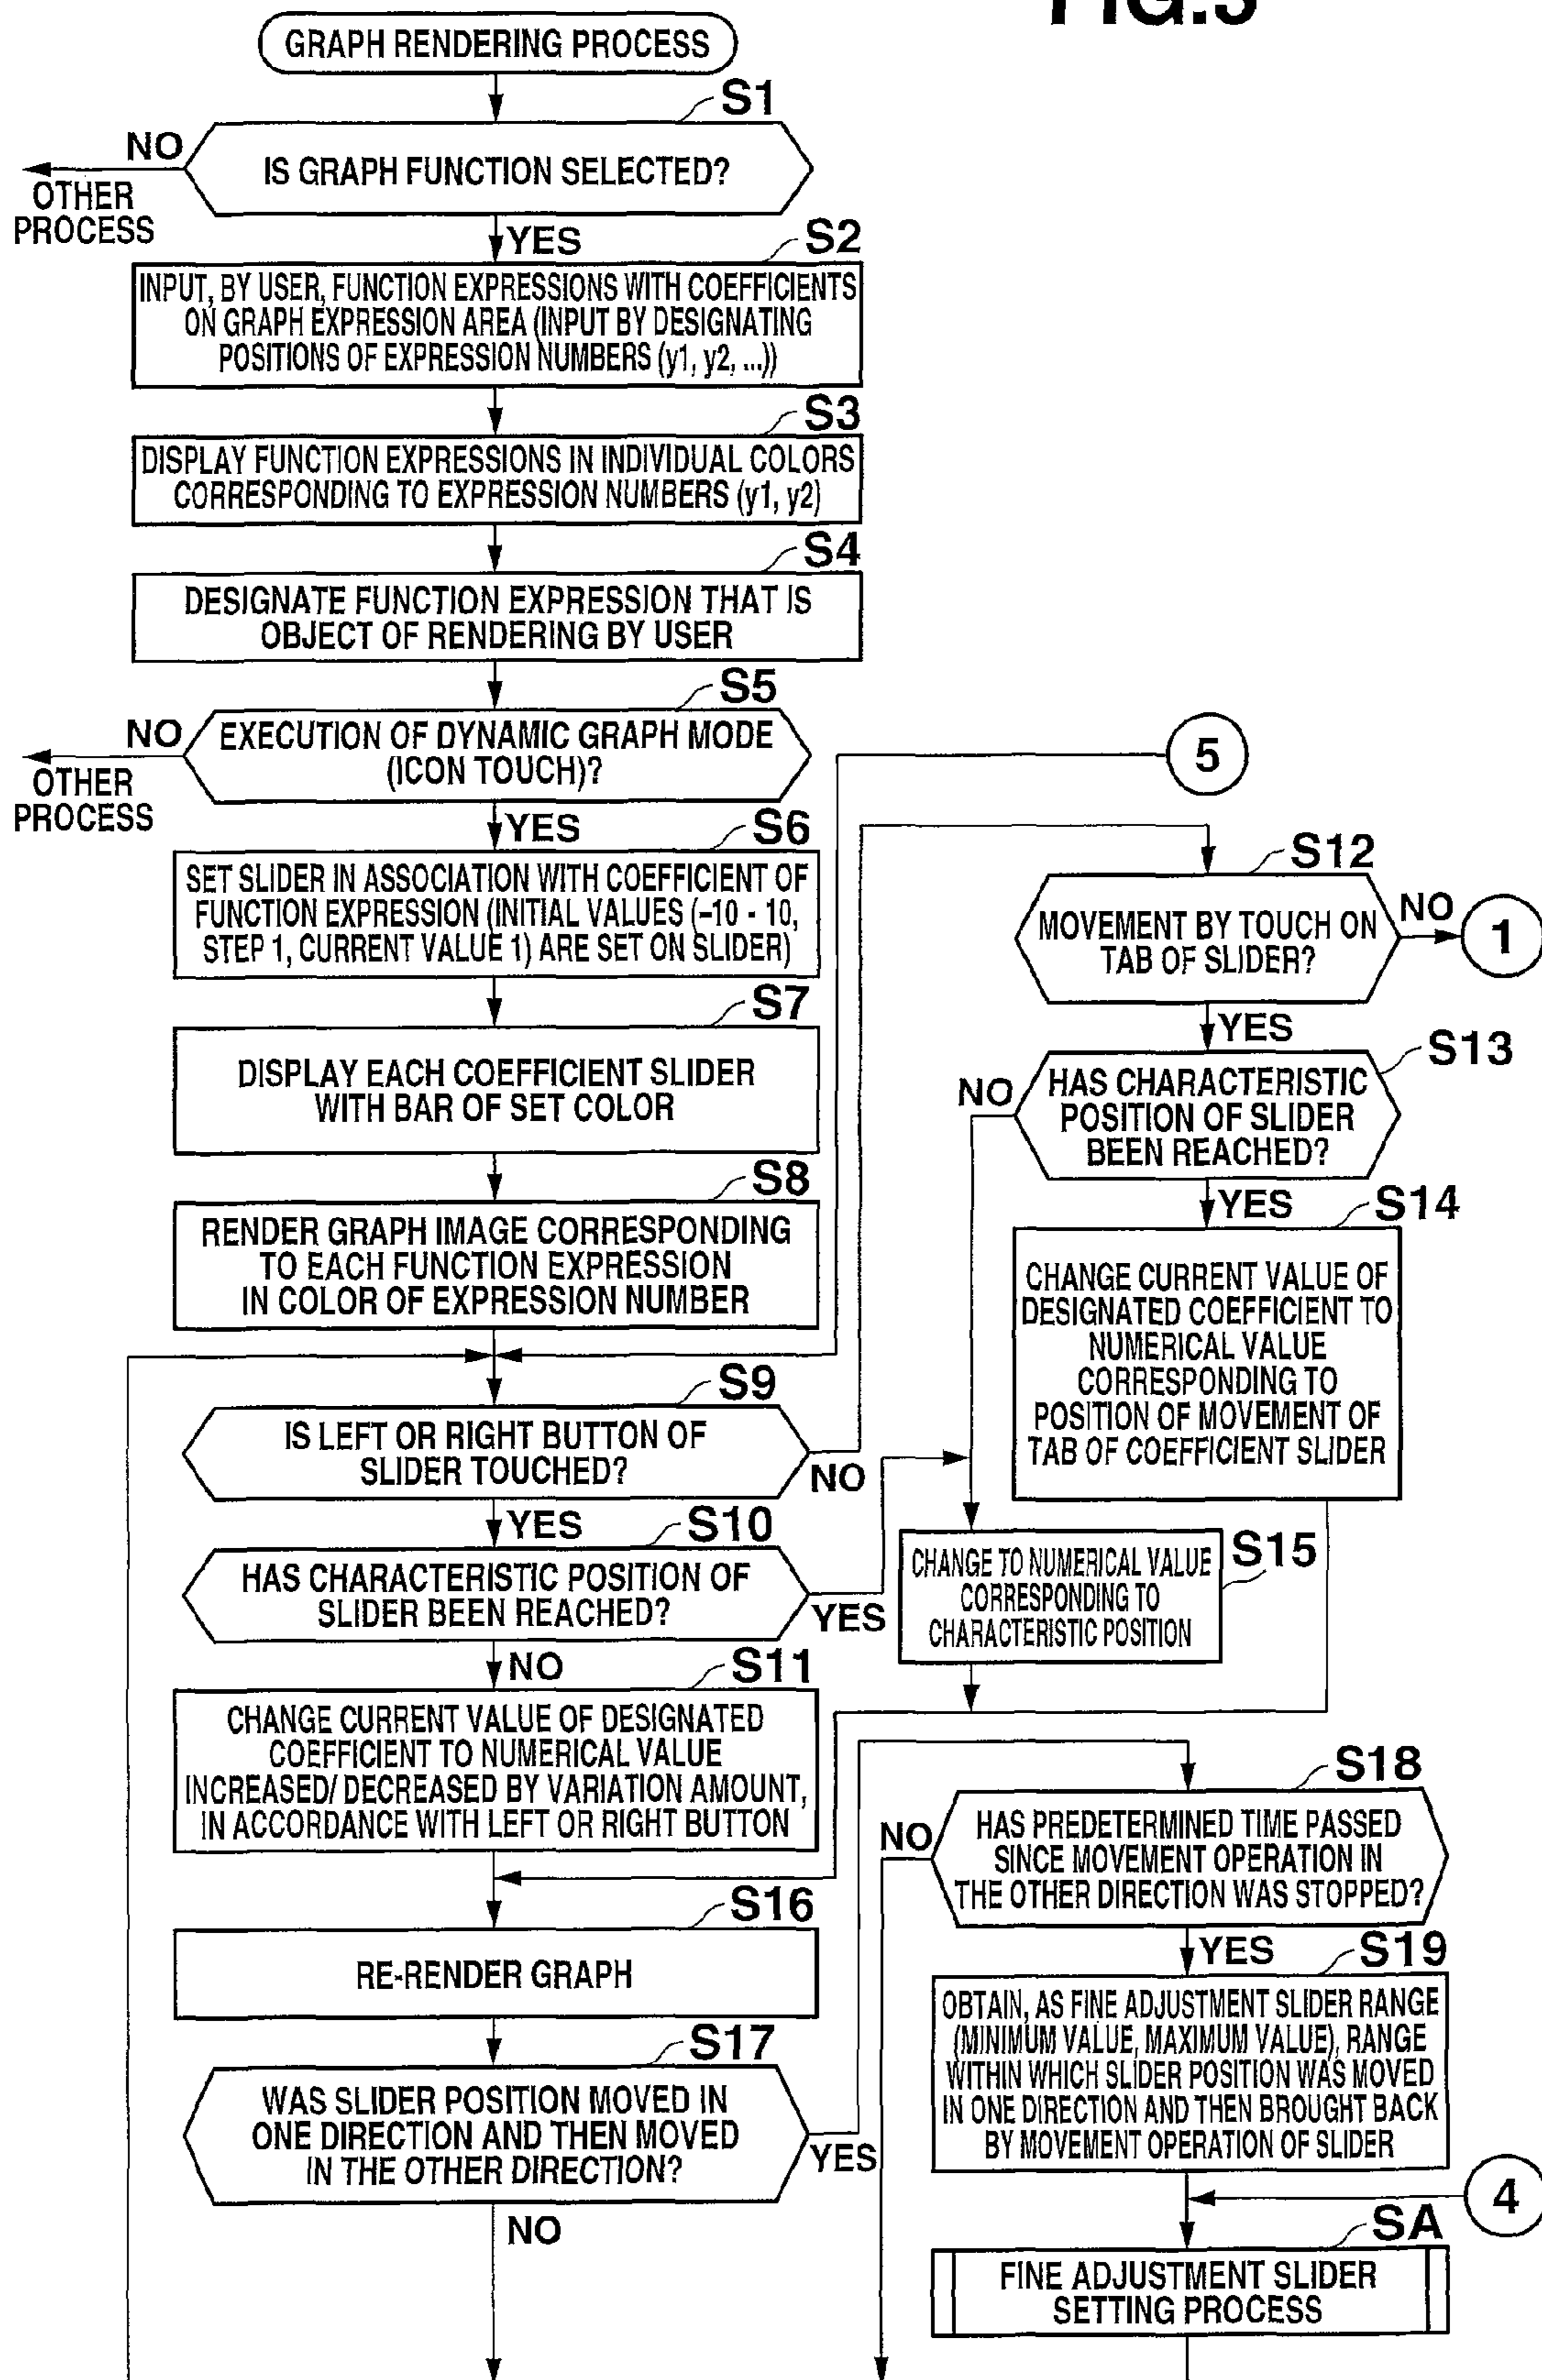 FIG.3
GRAPH RENDERING PROCESS
S1
NO
IS GRAPH FUNCTION SELECTED?
OTHER
PROCESS
YES
S2
INPUT, BY USER, FUNCTION EXPRESSIONS WITH COEFFICIENTS
ON GRAPH EXPRESSION AREA (INPUT BY DESIGNATING
POSITIONS OF EXPRESSION NUMBERS (y1, y2, ...))
S3
DISPLAY FUNCTION EXPRESSIONS IN INDIVIDUAL COLORS
CORRESPONDING TO EXPRESSION NUMBERS (y1, y2)
S4
DESIGNATE FUNCTION EXPRESSION THAT IS
OBJECT OF RENDERING BY USER
S5
NO
EXECUTION OF DYNAMIC GRAPH MODE
(ICON TOUCH)?
OTHER
PROCESS
YES
S6
SET SLIDER IN ASSOCIATION WITH COEFFICIENT OF
FUNCTION EXPRESSION (INITIAL VALUES (-10 - 10,
STEP 1, CURRENT VALUE 1) ARE SET ON SLIDER)
S7
DISPLAY EACH COEFFICIENT SLIDER
WITH BAR OF SET COLOR
S8
RENDER GRAPH IMAGE CORRESPONDING
TO EACH FUNCTION EXPRESSION
IN COLOR OF EXPRESSION NUMBER
S9
IS LEFT OR RIGHT BUTTON OF
SLIDER TOUCHED?
NO
YES
S10
HAS CHARACTERISTIC POSITION OF
SLIDER BEEN REACHED?
YES
NO
S11
CHANGE CURRENT VALUE OF DESIGNATED
COEFFICIENT TO NUMERICAL VALUE
INCREASED/ DECREASED BY VARIATION AMOUNT,
IN ACCORDANCE WITH LEFT OR RIGHT BUTTON
S16
RE-RENDER GRAPH
S17
WAS SLIDER POSITION MOVED IN
ONE DIRECTION AND THEN MOVED
IN THE OTHER DIRECTION?
YES
NO
5
S12
MOVEMENT BY TOUCH ON
TAB OF SLIDER?
NO
1
YES
S13
NO
HAS CHARACTERISTIC
POSITION OF SLIDER
BEEN REACHED?
YES
S14
CHANGE CURRENT VALUE OF
DESIGNATED COEFFICIENT TO
NUMERICAL VALUE
CORRESPONDING TO
POSITION OF MOVEMENT OF
TAB OF COEFFICIENT SLIDER
S15
CHANGE TO NUMERICAL VALUE
CORRESPONDING TO
CHARACTERISTIC POSITION
S18
NO
HAS PREDETERMINED TIME PASSED
SINCE MOVEMENT OPERATION IN
THE OTHER DIRECTION WAS STOPPED?
YES
S19
OBTAIN, AS FINE ADJUSTMENT SLIDER RANGE
(MINIMUM VALUE, MAXIMUM VALUE), RANGE
WITHIN WHICH SLIDER POSITION WAS MOVED
IN ONE DIRECTION AND THEN BROUGHT BACK
BY MOVEMENT OPERATION OF SLIDER
4
SA
FINE ADJUSTMENT SLIDER
SETTING PROCESS